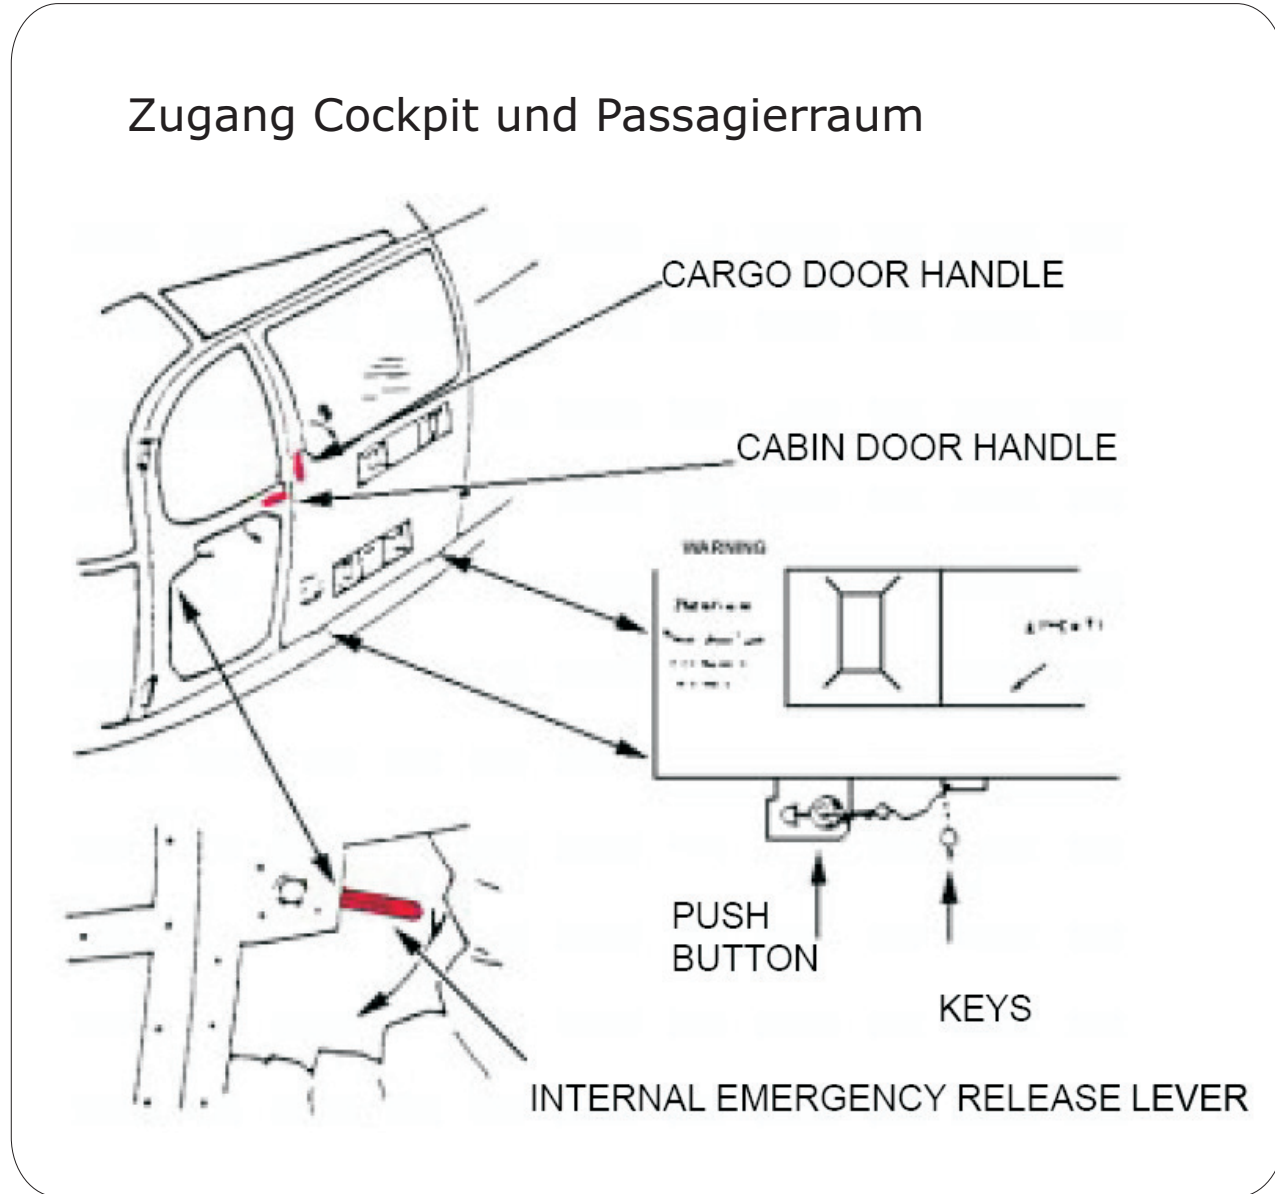 Zugang Cockpit und Passagierraum
CARGO DOOR HANDLE
CABIN DOOR HANDLE
WARNING
PUSH
BUTTON
KEYS
INTERNAL EMERGENCY RELEASE LEVER